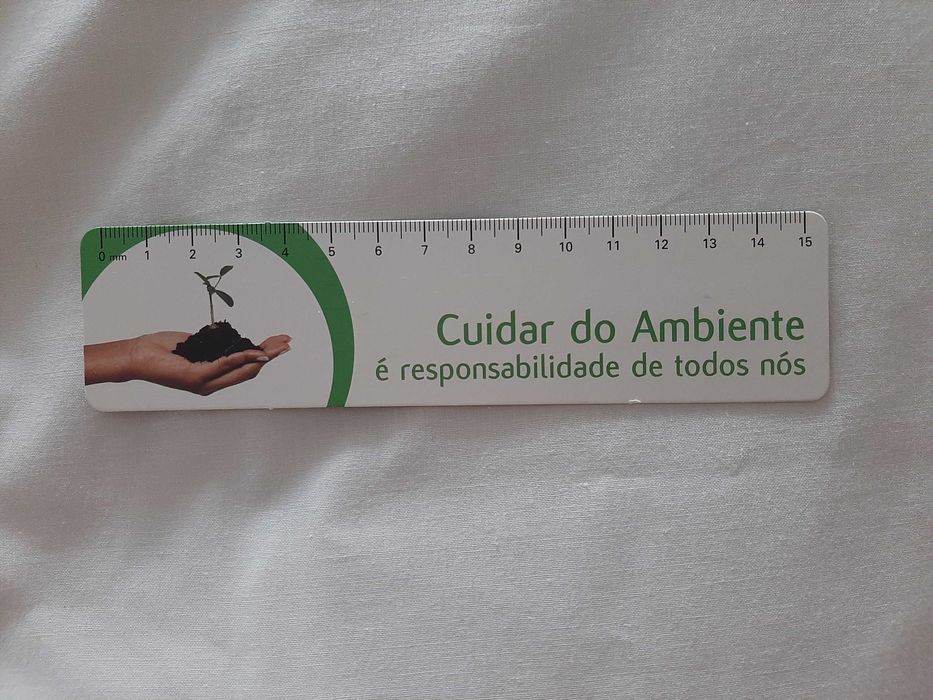 0 mm 1 2 3 4 5 6 7 8 9 10 11 12 13 14 15
Cuidar do Ambiente
é responsabilidade de todos nós